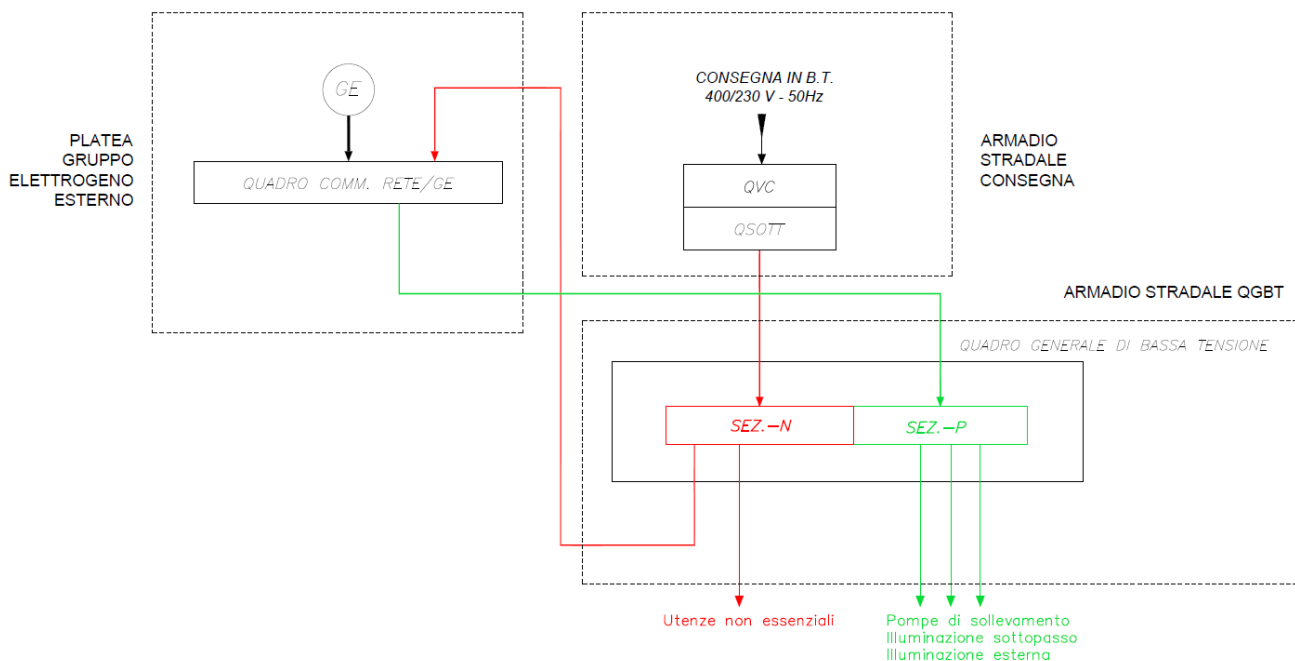 PLATEA
GRUPPO
ELETTROGENO
ESTERNO
GE
QUADRO COMM. RETE/GE
CONSEGNA IN B.T.
400/230 V - 50Hz
QVC
QSOTT
ARMADIO
STRADALE
CONSEGNA
ARMADIO STRADALE QGBT
QUADRO GENERALE DI BASSA TENSIONE
SEZ.-N
SEZ.-P
Utenze non essenziali
Pompe di sollevamento
Illuminazione sottopasso
Illuminazione esterna